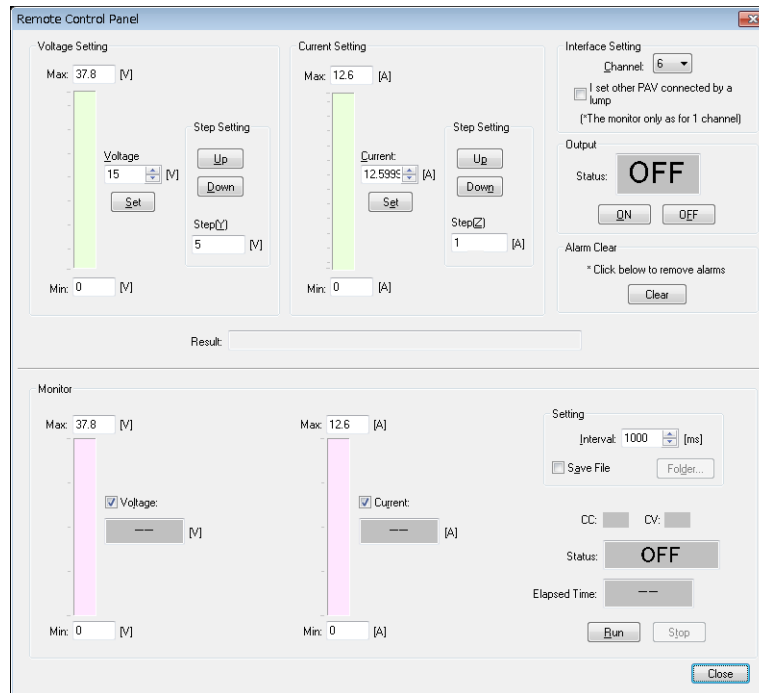 Remote Control Panel
Voltage Setting
Max: 37.8 [V]
Voltage
15 [V]
Set
Min: 0 [V]
Step Setting
Up
Down
Step(Y)
5 [V]
Current Setting
Max: 12.6 [A]
Current:
12.5999 [A]
Set
Min: 0 [A]
Step Setting
Up
Down
Step(Z)
1 [A]
Interface Setting
Channel: 6
I set other PAV connected by a
lump
(*The monitor only as for 1 channel)
Output
Status: OFF
ON OFF
Alarm Clear
* Click below to remove alarms
Clear
Result:
Monitor
Max: 37.8 [V]
Voltage:
-- [V]
Min: 0 [V]
Max: 12.6 [A]
Current:
-- [A]
Min: 0 [A]
Setting
Interval: 1000 [ms]
Save File Folder...
CC: CV:
Status: OFF
Elapsed Time: --
Run Stop
Close